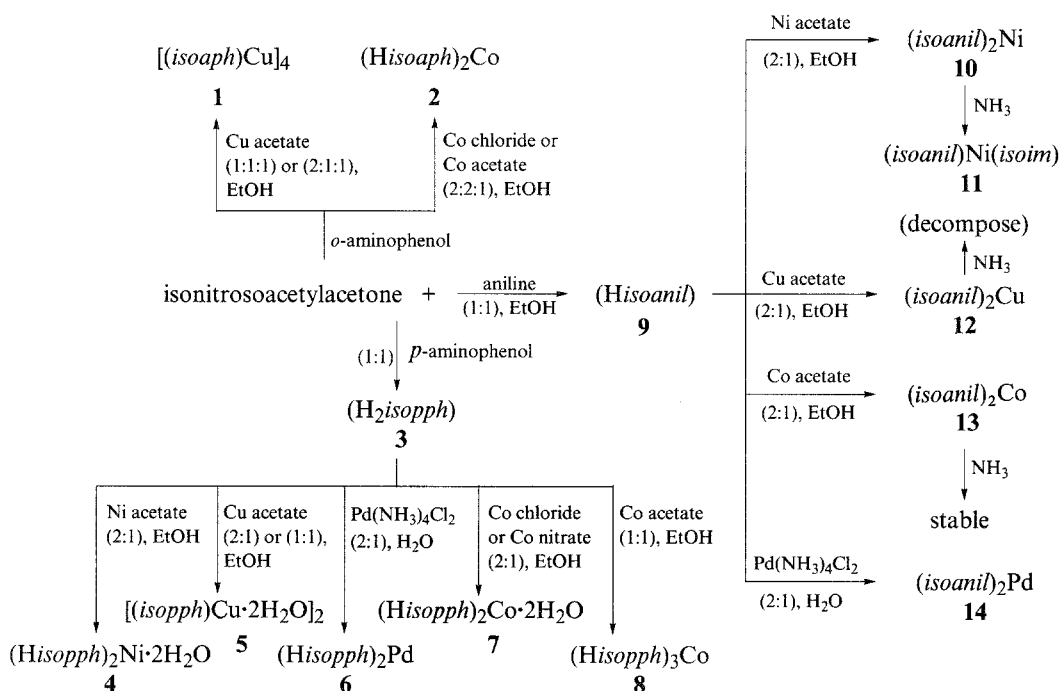 [(isoaph)Cu]4
1
(Hisoaph)2Co
2
Cu acetate
(1:1:1) or (2:1:1),
EtOH
Co chloride or
Co acetate
(2:2:1), EtOH
o-aminophenol
isonitrosoacetylacetone +
aniline
(1:1), EtOH
(Hisoanil)
9
(1:1)
p-aminophenol
(H2isopph)
3
Ni acetate
(2:1), EtOH
Cu acetate
(2:1) or (1:1),
EtOH
Pd(NH3)4Cl2
(2:1), H2O
Co chloride
or Co nitrate
(2:1), EtOH
Co acetate
(1:1), EtOH
[(isopph)Cu·2H2O]2
5
(Hisopph)2Co·2H2O
7
(Hisopph)2Ni·2H2O
4
(Hisopph)2Pd
6
(Hisopph)3Co
8
Ni acetate
(2:1), EtOH
(isoanil)2Ni
10
NH3
(isoanil)Ni(isoim)
11
(decompose)
NH3
Cu acetate
(2:1), EtOH
(isoanil)2Cu
12
Co acetate
(2:1), EtOH
(isoanil)2Co
13
NH3
stable
Pd(NH3)4Cl2
(2:1), H2O
(isoanil)2Pd
14